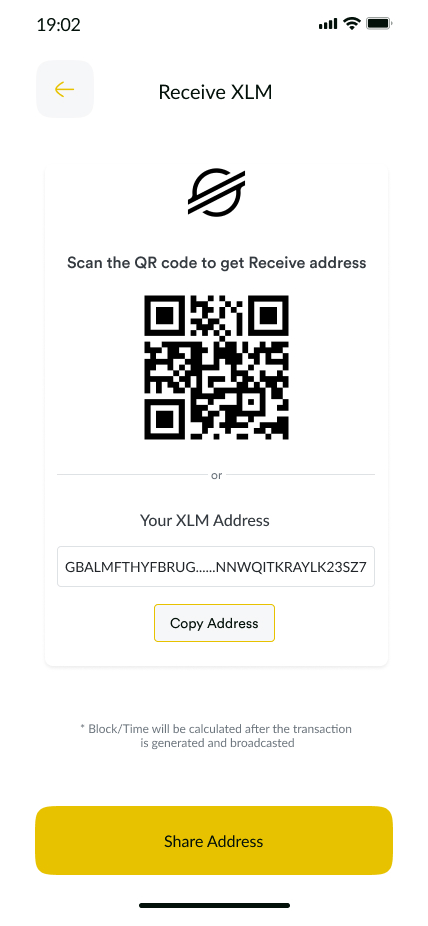 19:02
Receive XLM
Scan the QR code to get Receive address
or
Your XLM Address
GBALMFTHYFBRUG......NNWQITKRAYLK23SZ7
Copy Address
* Block/Time will be calculated after the transaction
is generated and broadcasted
Share Address